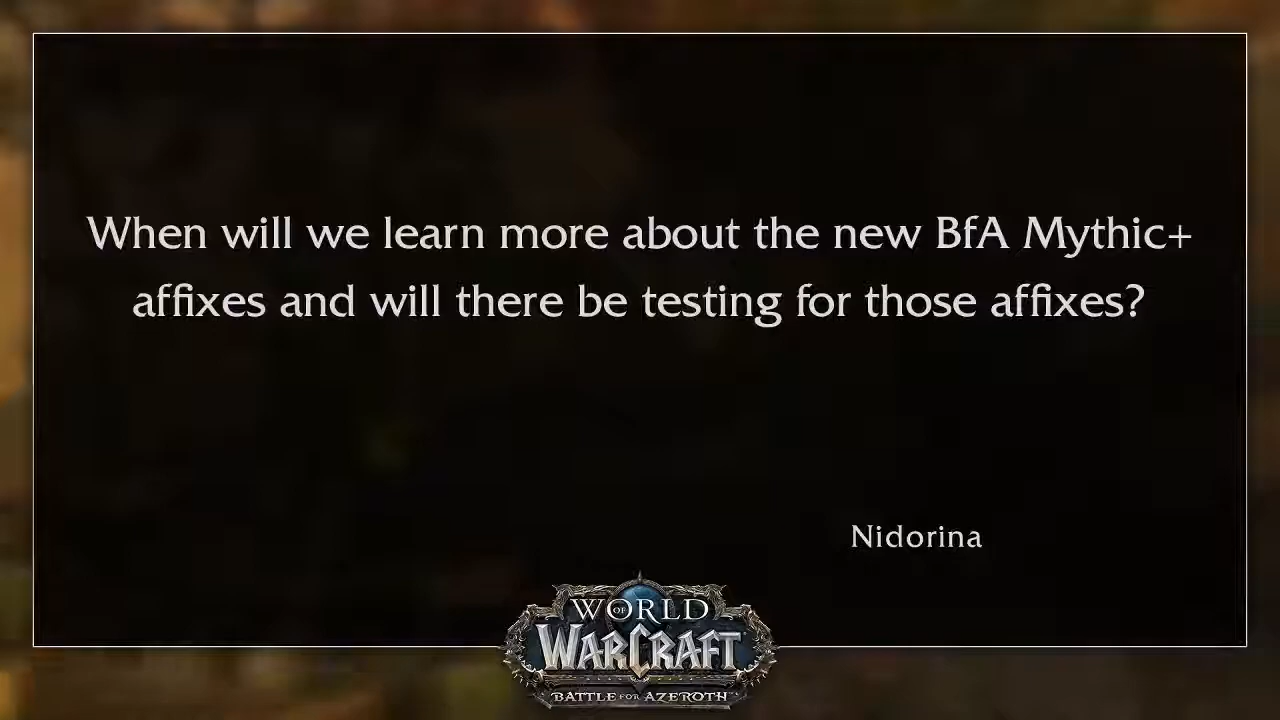 When will we learn more about the new BfA Mythic+
affixes and will there be testing for those affixes?
Nidorina
WORLD
OF
WARCRAFT
BATTLE FOR AZEROTH